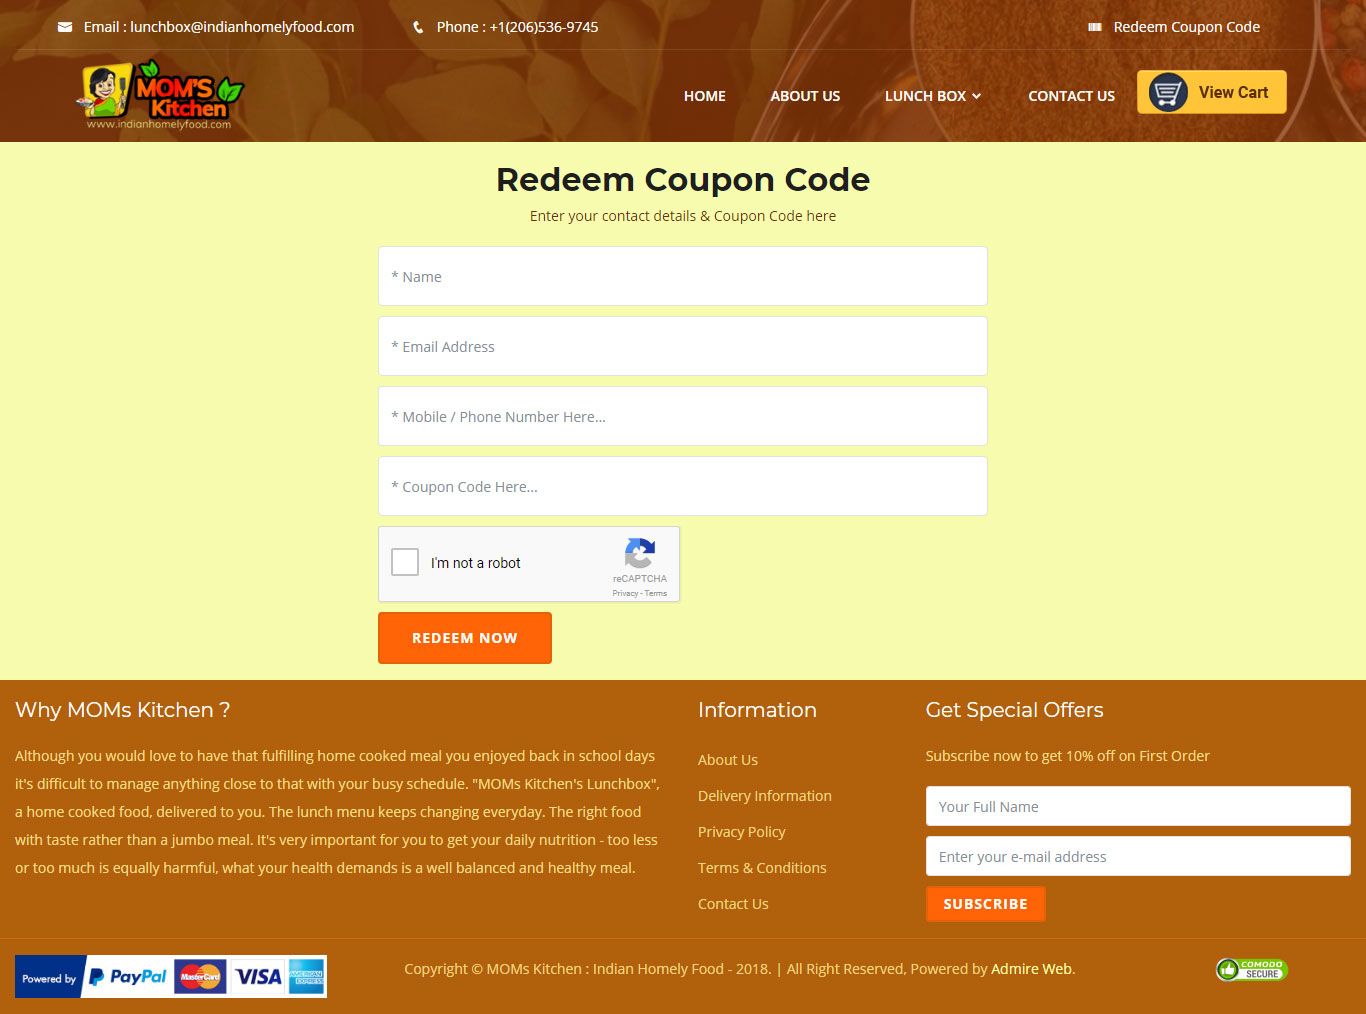 Email : lunchbox@indianhomelyfood.com
Phone : +1(206)536-9745
Redeem Coupon Code
MOM'S
Kitchen
www.indianhomelyfood.com
HOME
ABOUT US
LUNCH BOX
CONTACT US
View Cart
Redeem Coupon Code
Enter your contact details & Coupon Code here
* Name
* Email Address
* Mobile / Phone Number Here...
* Coupon Code Here...
I'm not a robot
reCAPTCHA
Privacy - Terms
REDEEM NOW
Why MOMs Kitchen ?
Although you would love to have that fulfilling home cooked meal you enjoyed back in school days
it's difficult to manage anything close to that with your busy schedule. "MOMs Kitchen's Lunchbox",
a home cooked food, delivered to you. The lunch menu keeps changing everyday. The right food
with taste rather than a jumbo meal. It's very important for you to get your daily nutrition - too less
or too much is equally harmful, what your health demands is a well balanced and healthy meal.
Information
About Us
Delivery Information
Privacy Policy
Terms & Conditions
Contact Us
Get Special Offers
Subscribe now to get 10% off on First Order
Your Full Name
Enter your e-mail address
SUBSCRIBE
Powered by PayPal MasterCard VISA AMERICAN EXPRESS
Copyright © MOMs Kitchen : Indian Homely Food - 2018. | All Right Reserved, Powered by Admire Web.
COMODO
SECURE